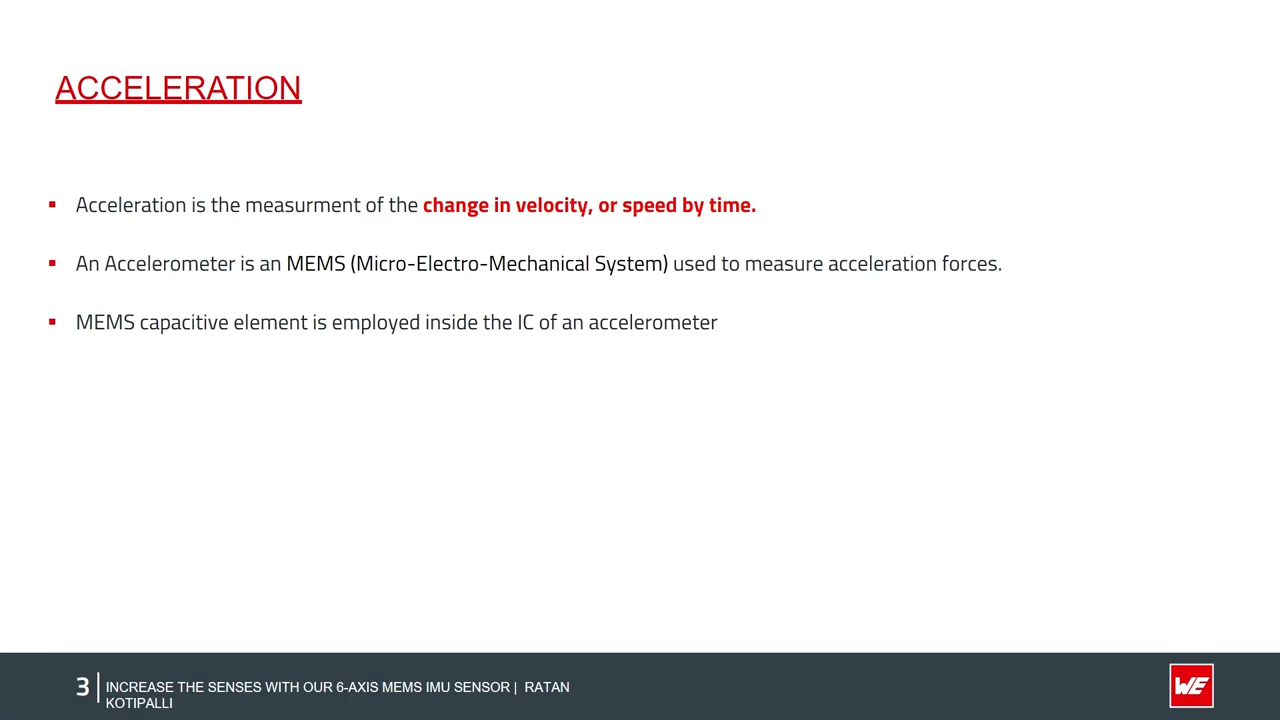 ACCELERATION
▪ Acceleration is the measurment of the change in velocity, or speed by time.
▪ An Accelerometer is an MEMS (Micro-Electro-Mechanical System) used to measure acceleration forces.
▪ MEMS capacitive element is employed inside the IC of an accelerometer
3
INCREASE THE SENSES WITH OUR 6-AXIS MEMS IMU SENSOR | RATAN
KOTIPALLI
WE